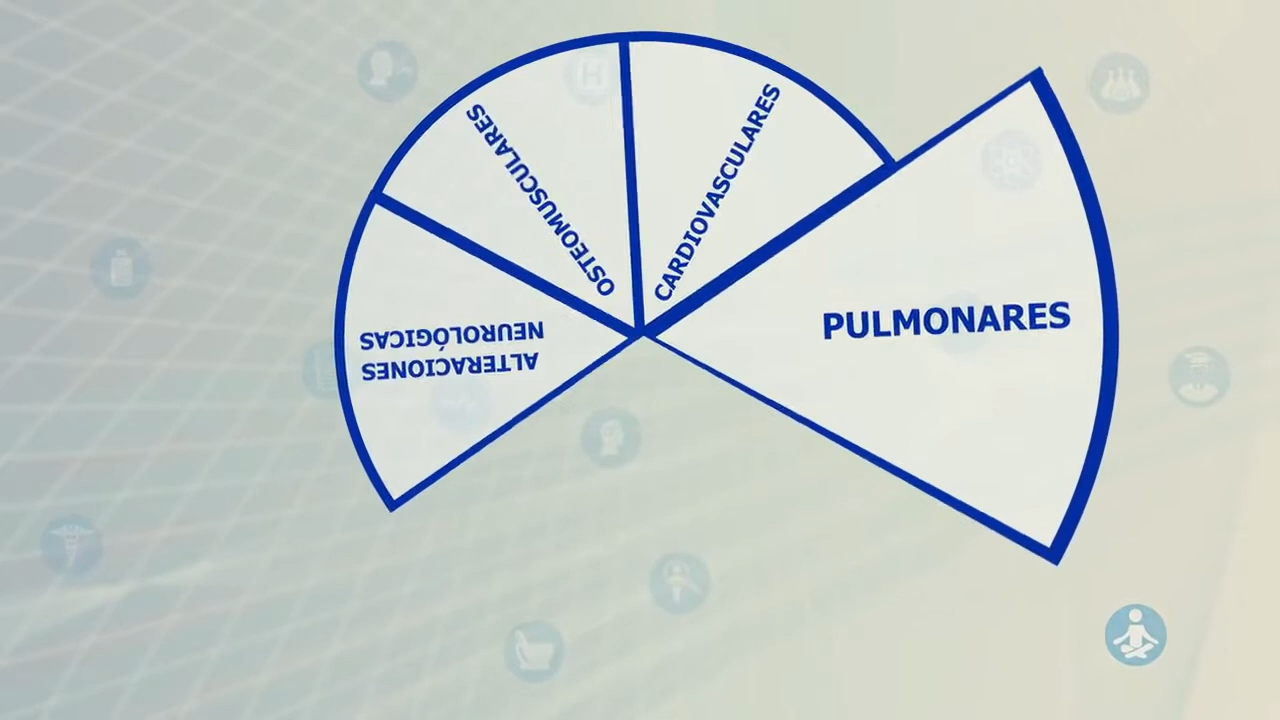 ALTERACIONES
NEUROLÓGICAS
OSTEOMUSCULARES
CARDIOVASCULARES
PULMONARES